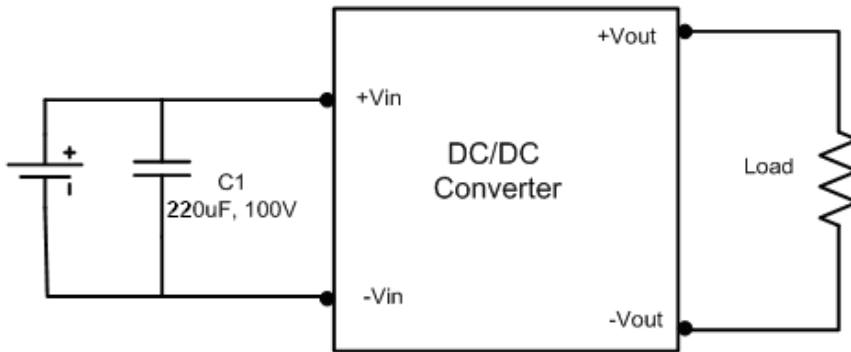 +Vout
+Vin
DC/DC
Converter
Load
+
-
C1
220uF, 100V
-Vin
-Vout